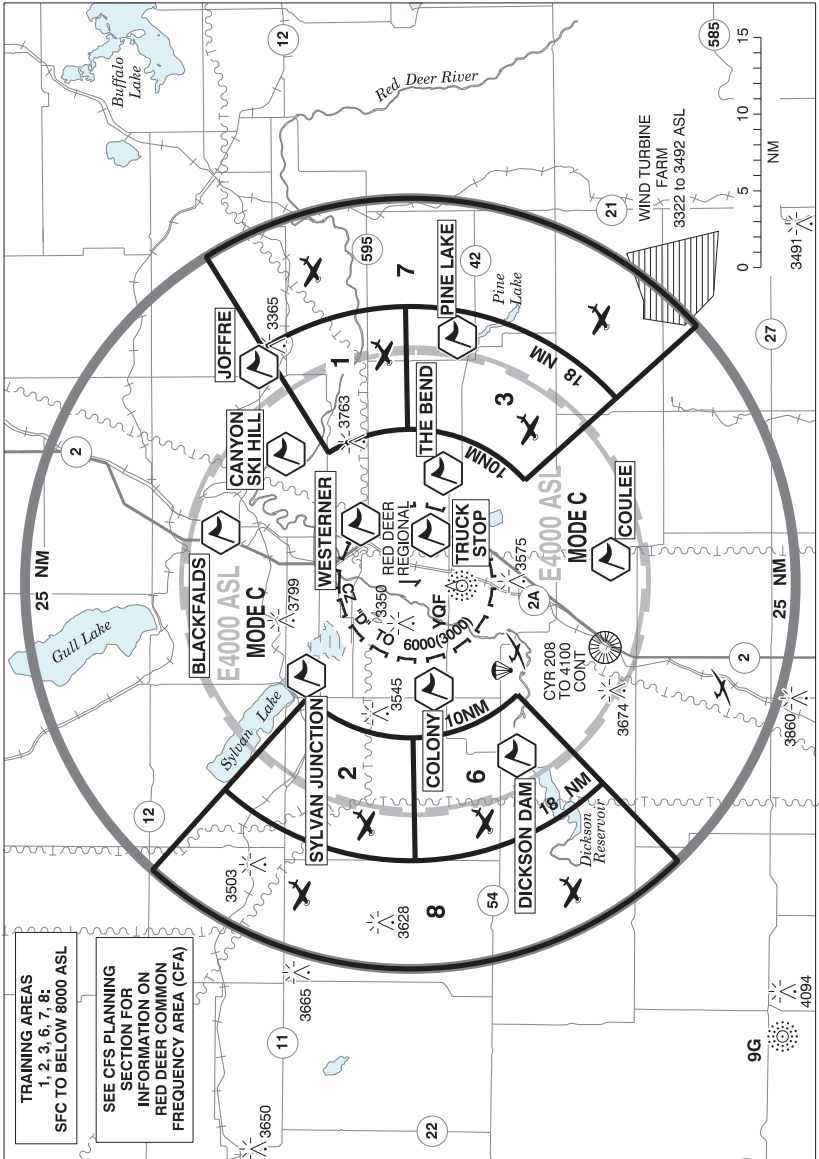 TRAINING AREAS
1, 2, 3, 6, 7, 8:
SFC TO BELOW 8000 ASL
SEE CFS PLANNING
SECTION FOR
INFORMATION ON
RED DEER COMMON
FREQUENCY AREA (CFA)
Buffalo
Lake
12
Red Deer River
585
15
10
5
0
NM
WIND TURBINE
FARM
3322 to 3492 ASL
21
3491
27
595
7
42
PINE LAKE
Pine
Lake
JOFFRE
3365
1
18 NM
3
THE BEND
10NM
3763
CANYON
SKI HILL
2
25 NM
BLACKFALDS
E4000 ASL
MODE C
3799
WESTERNER
RED DEER
REGIONAL
TRUCK
STOP
E4000 ASL
MODE C
COULEE
3575
2A
CZ
"D"
3350
QF
YQF
6000(3000)
Gull Lake
Sylvan Lake
SYLVAN JUNCTION
3545
COLONY
10NM
CYR 208
TO 4100
CONT
3674
2
25 NM
3860
2
6
DICKSON DAM
18 NM
Dickson
Reservoir
12
3503
3628
8
54
3665
11
3650
22
9G
4094